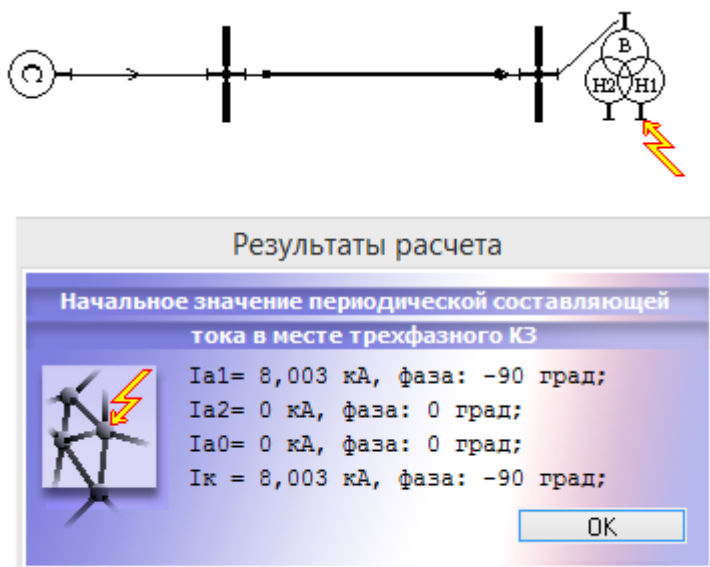 С
В
Н2 Н1
Результаты расчета
Начальное значение периодической составляющей
тока в месте трехфазного КЗ
Ia1= 8,003 кА, фаза: -90 град;
Ia2= 0 кА, фаза: 0 град;
Ia0= 0 кА, фаза: 0 град;
Iк = 8,003 кА, фаза: -90 град;
OK